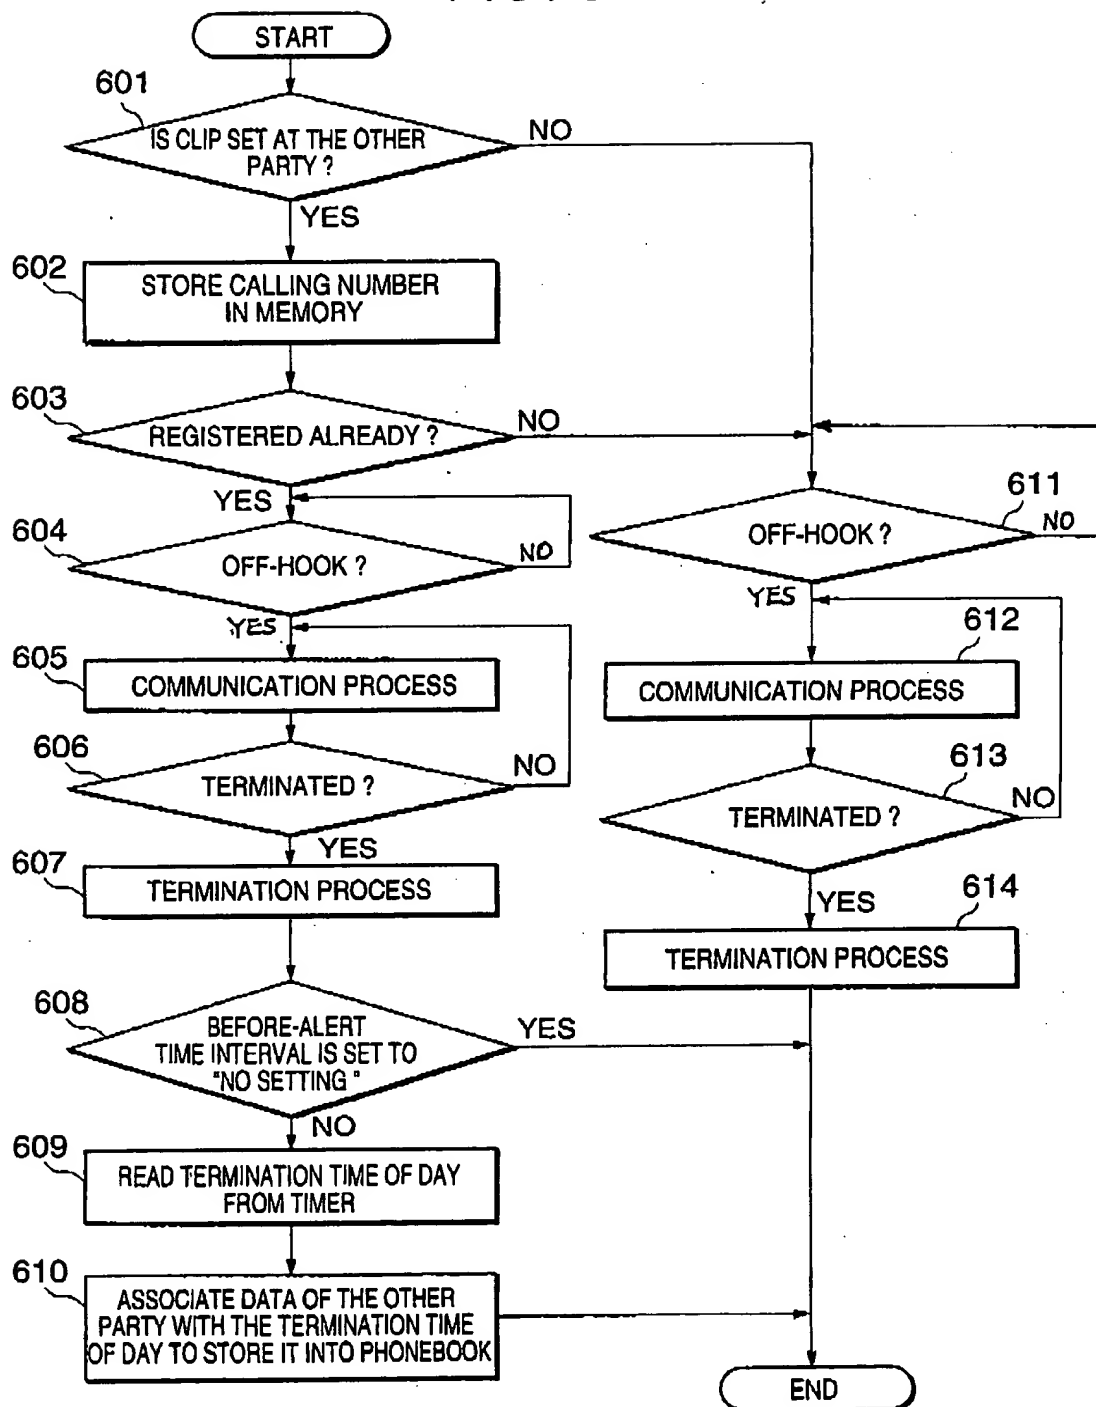 START
601
IS CLIP SET AT THE OTHER
PARTY ?
NO
YES
602
STORE CALLING NUMBER
IN MEMORY
603
REGISTERED ALREADY ?
NO
YES
604
OFF-HOOK ?
NO
YES
605
COMMUNICATION PROCESS
606
TERMINATED ?
NO
YES
607
TERMINATION PROCESS
608
BEFORE-ALERT
TIME INTERVAL IS SET TO
"NO SETTING "
YES
NO
609
READ TERMINATION TIME OF DAY
FROM TIMER
610
ASSOCIATE DATA OF THE OTHER
PARTY WITH THE TERMINATION TIME
OF DAY TO STORE IT INTO PHONEBOOK
611
OFF-HOOK ?
NO
YES
612
COMMUNICATION PROCESS
613
TERMINATED ?
NO
YES
614
TERMINATION PROCESS
END